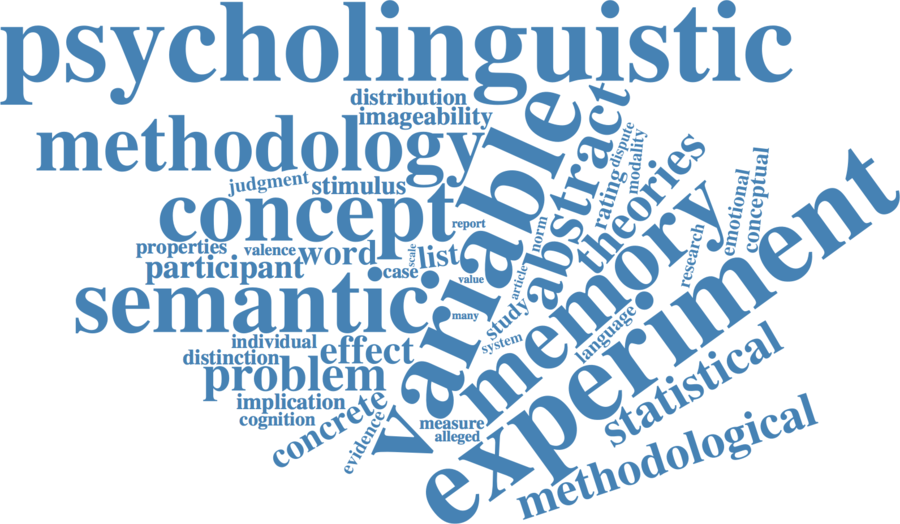 psycholinguistic
distribution
imageability
methodology
judgment
stimulus
concept
report
properties
valence
word
scale
list
participant
case
value
semantic
many
individual
distinction
effect
problem
implication
cognition
concrete
evidence
measure
alleged
variable
abstract
rating
dispute
modality
theories
norm
article
study
system
memory
language
research
emotional
conceptual
experiment
statistical
methodological